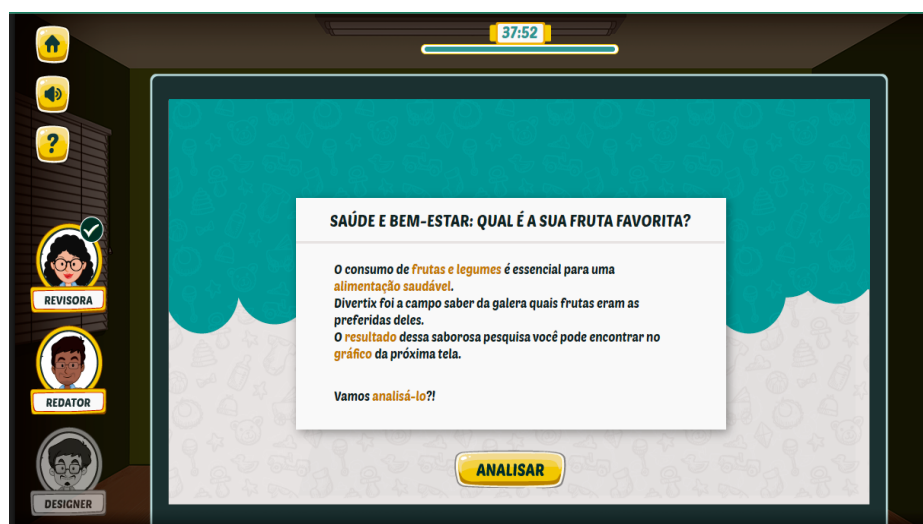 37:52
?
SAÚDE E BEM-ESTAR: QUAL É A SUA FRUTA FAVORITA?
O consumo de frutas e legumes é essencial para uma
alimentação saudável.
Divertix foi a campo saber da galera quais frutas eram as
preferidas deles.
O resultado dessa saborosa pesquisa você pode encontrar no
gráfico da próxima tela.
Vamos analisá-lo?!
ANALISAR
REVISORA
REDATOR
DESIGNER